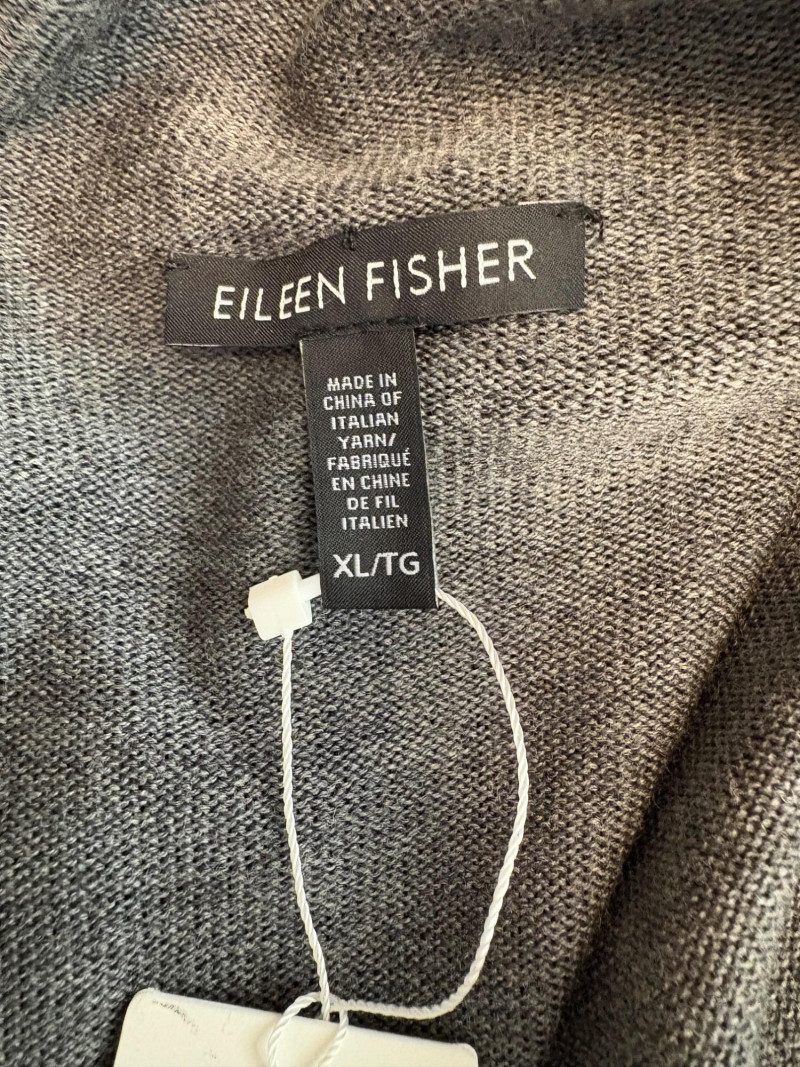 EILEEN FISHER
MADE IN
CHINA OF
ITALIAN
YARN/
FABRIQUÉ
EN CHINE
DE FIL
ITALIEN
XL/TG